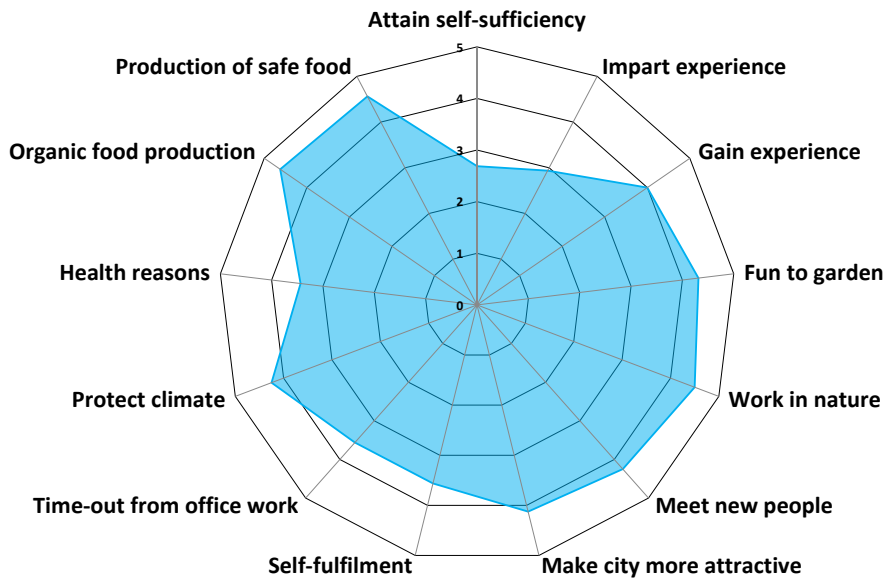 Attain self-sufficiency
Production of safe food
5
Impart experience
4
Organic food production
3
Gain experience
2
Health reasons
1
Fun to garden
0
Protect climate
Work in nature
Time-out from office work
Meet new people
Self-fulfilment
Make city more attractive